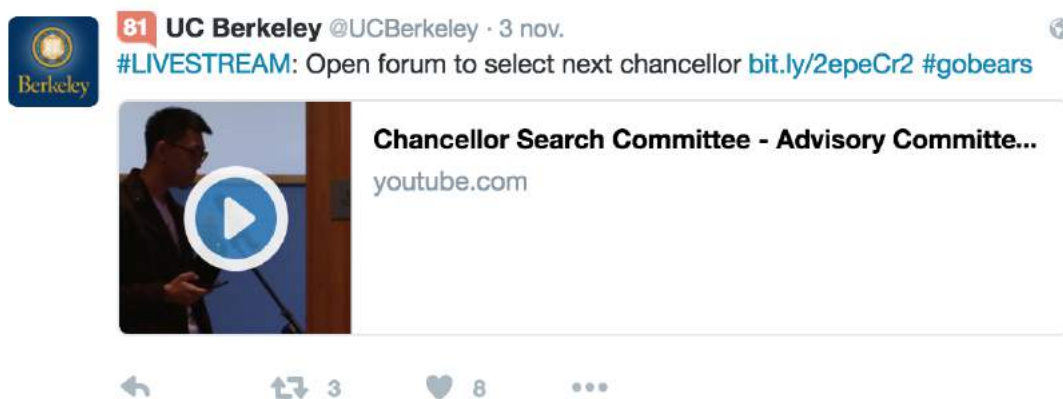 81 UC Berkeley @UCBerkeley · 3 nov.
#LIVESTREAM: Open forum to select next chancellor bit.ly/2epeCr2 #gobears
Berkeley
Chancellor Search Committee - Advisory Committe...
youtube.com
3 8